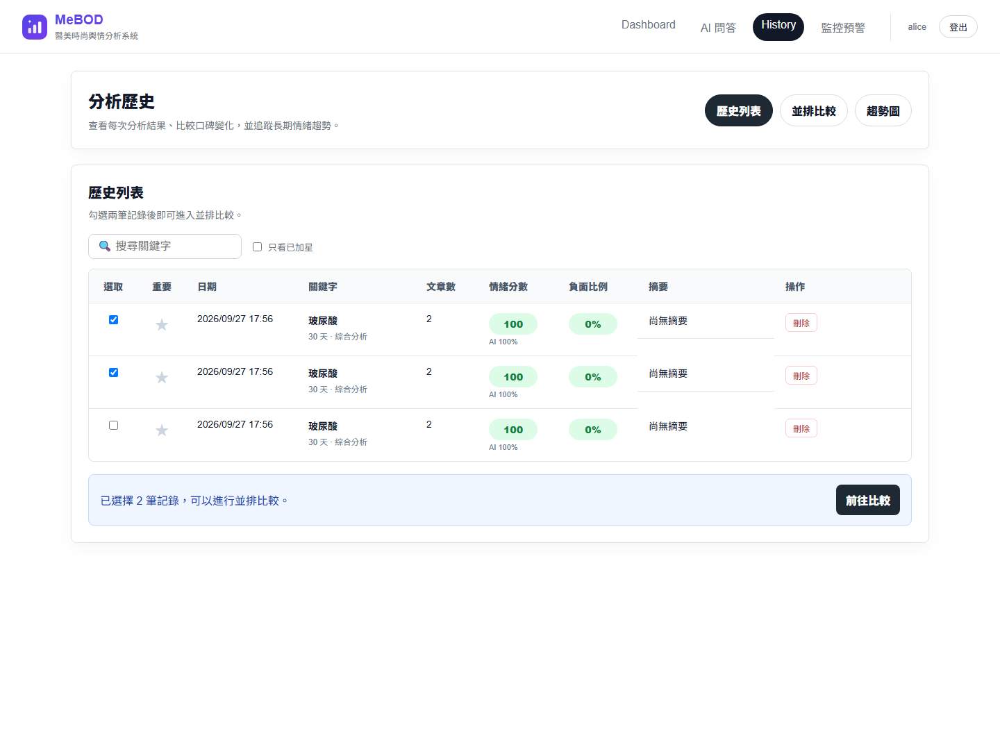 MeBOD
醫美時尚輿情分析系統
Dashboard
AI 問答
History
監控預警
alice
登出
分析歷史
查看每次分析結果、比較口碑變化，並追蹤長期情緒趨勢。
歷史列表
並排比較
趨勢圖
歷史列表
勾選兩筆記錄後即可進入並排比較。
搜尋關鍵字
只看已加星
選取 重要 日期 關鍵字 文章數 情緒分數 負面比例 摘要 操作
2026/09/27 17:56 玻尿酸 2 100 0% 尚無摘要 刪除
30 天 · 綜合分析 AI 100%
2026/09/27 17:56 玻尿酸 2 100 0% 尚無摘要 刪除
30 天 · 綜合分析 AI 100%
2026/09/27 17:56 玻尿酸 2 100 0% 尚無摘要 刪除
30 天 · 綜合分析 AI 100%
已選擇 2 筆記錄，可以進行並排比較。
前往比較